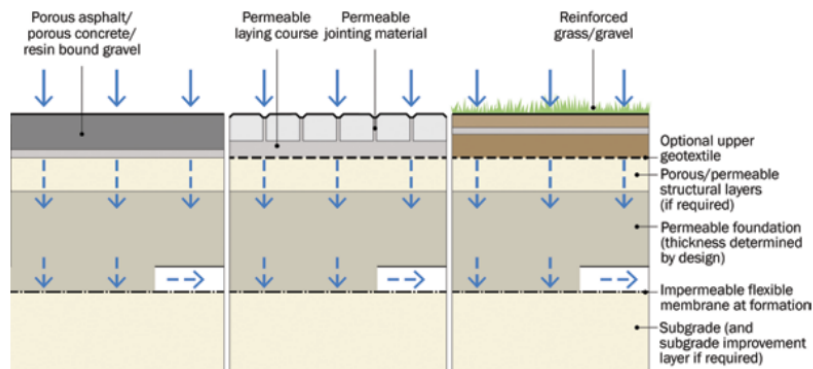 Porous asphalt/
porous concrete/
resin bound gravel
Permeable
laying course
Permeable
jointing material
Reinforced
grass/gravel
Optional upper
geotextile
Porous/permeable
structural layers
(if required)
Permeable foundation
(thickness determined
by design)
Impermeable flexible
membrane at formation
Subgrade (and
subgrade improvement
layer if required)